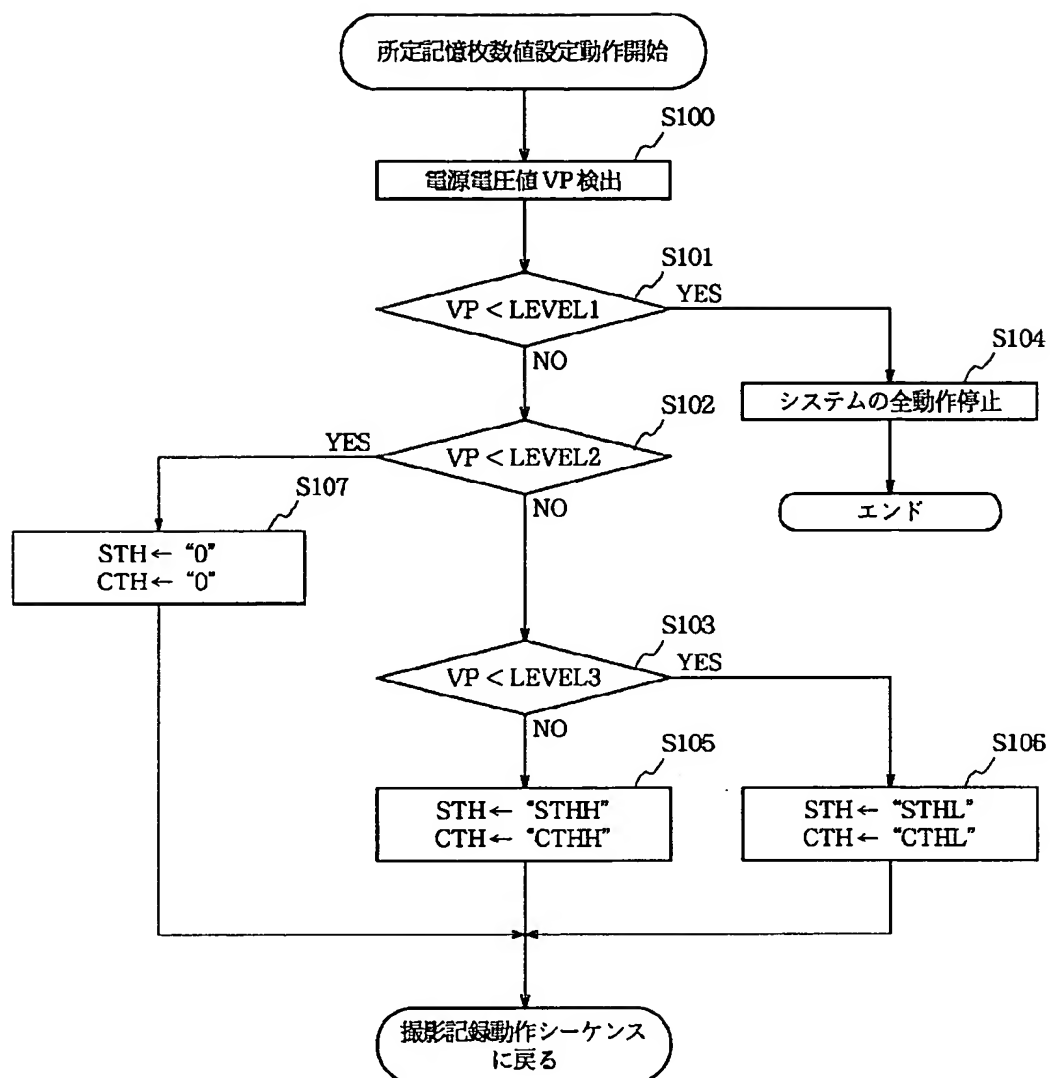 所定記憶枚数値設定動作開始
S100
電源電圧値 VP 検出
S101
VP < LEVEL1
YES
NO
S104
システムの全動作停止
エンド
S102
VP < LEVEL2
YES
NO
S107
STH ← “0”
CTH ← “0”
S103
VP < LEVEL3
YES
NO
S105
STH ← “STHH”
CTH ← “CTHH”
S106
STH ← “STHL”
CTH ← “CTHL”
撮影記録動作シーケンス
に戻る